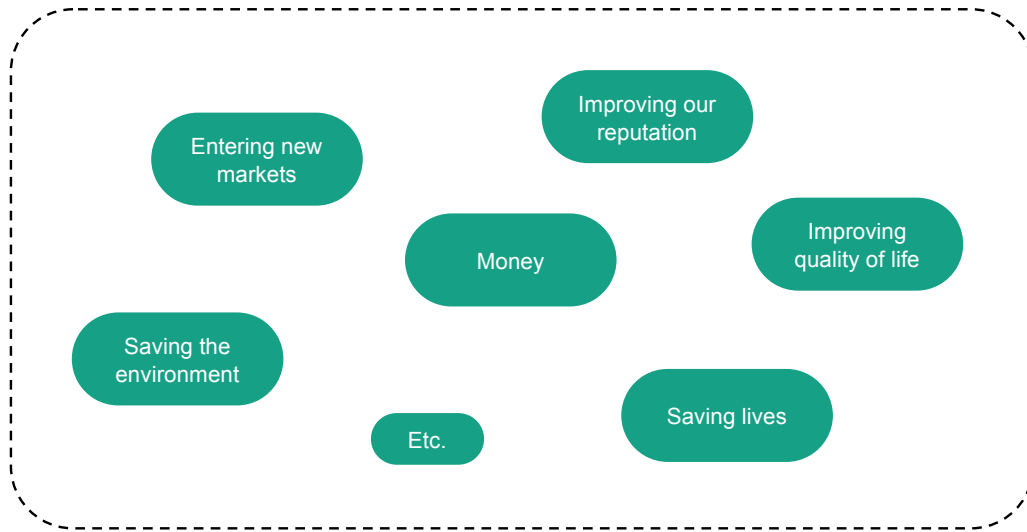 Improving our
reputation
Entering new
markets
Improving
quality of life
Money
Saving the
environment
Saving lives
Etc.